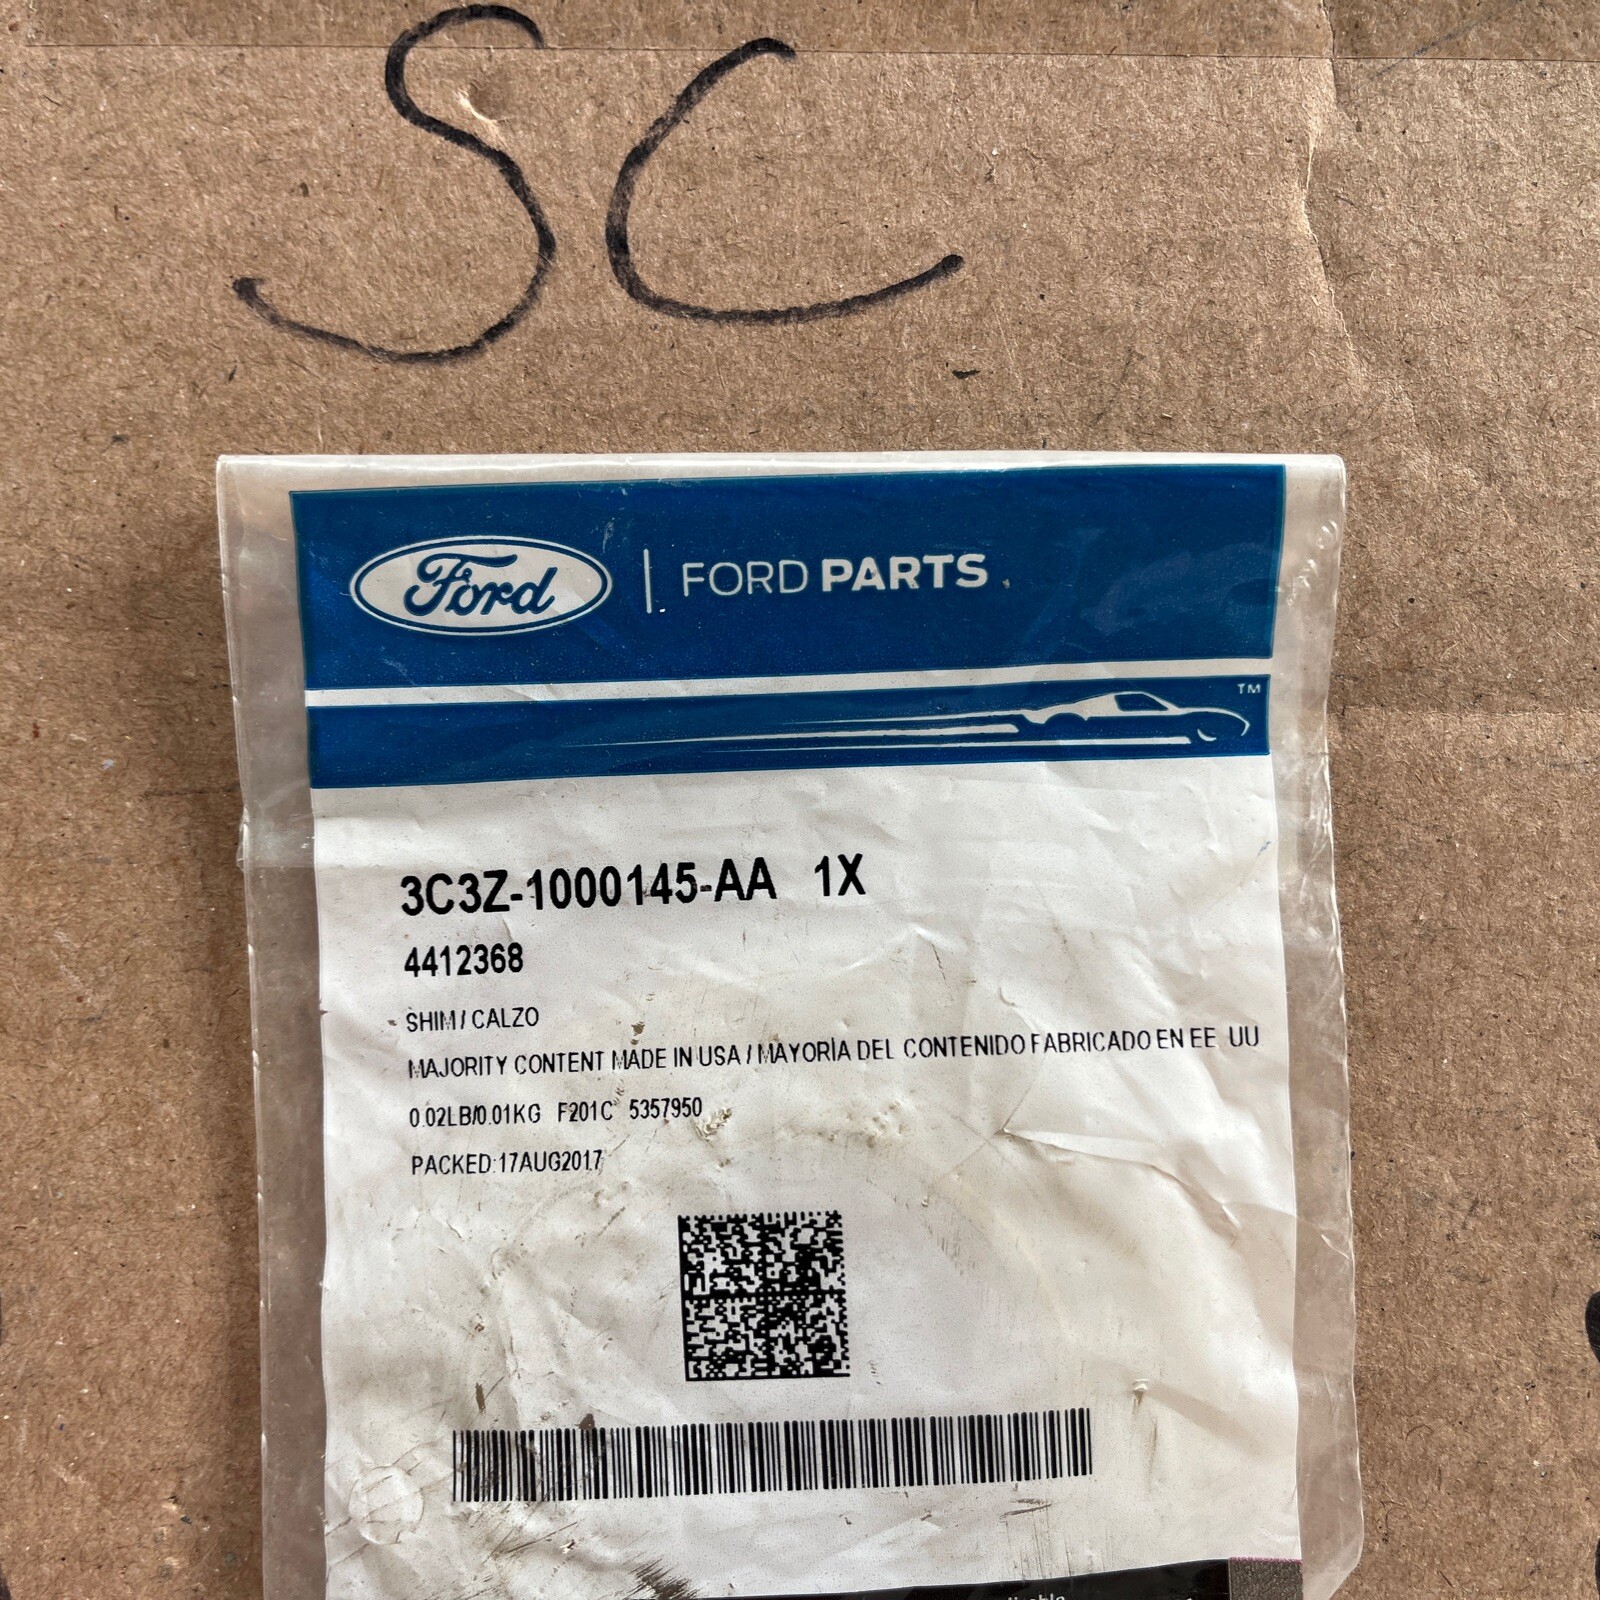 SC
Ford | FORD PARTS
TM
3C3Z-1000145-AA 1X
4412368
SHIM / CALZO
MAJORITY CONTENT MADE IN USA / MAYORÍA DEL CONTENIDO FABRICADO EN EE UU
0.02LB/0.01KG F201C 5357950
PACKED:17AUG2017